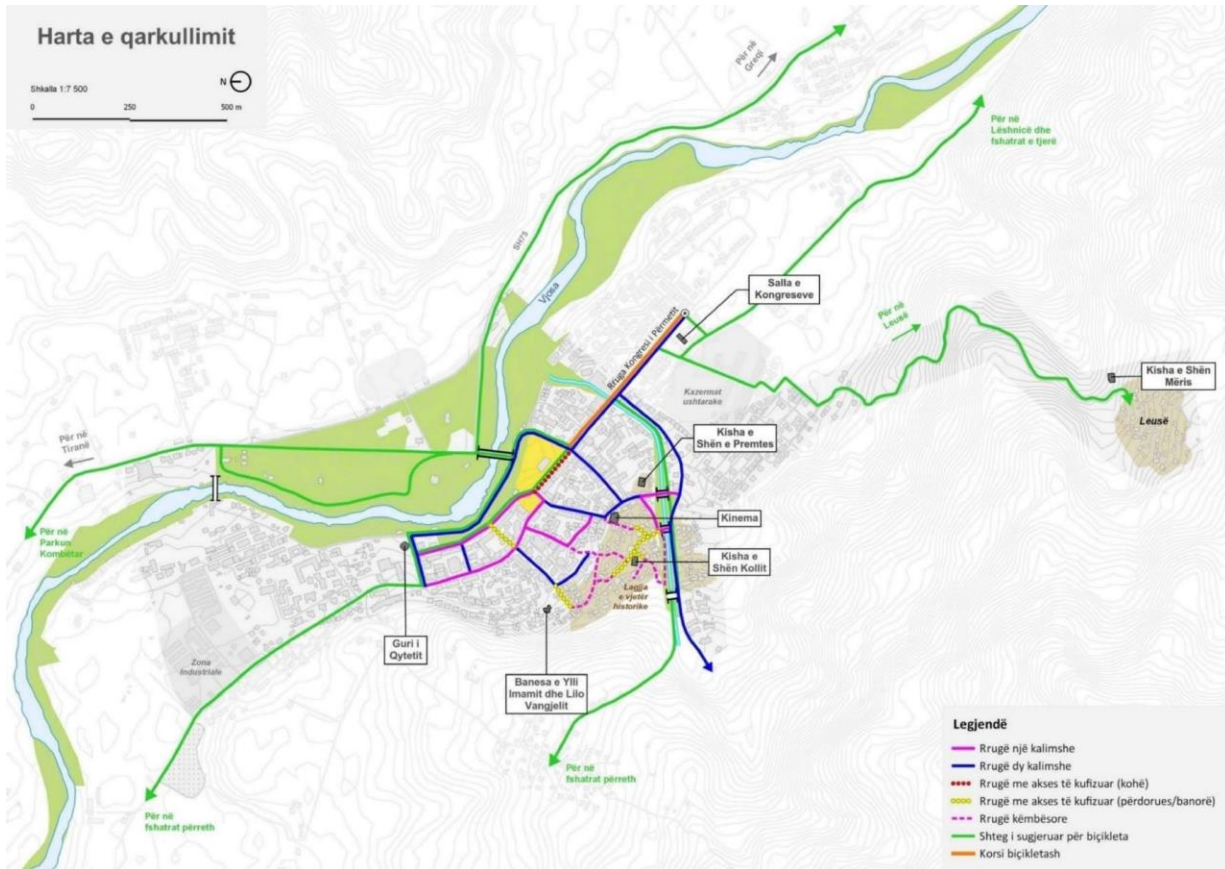 Harta e qarkullimit
N
Shkalla 1:7 500
0 250 500 m
Për në
Greqi
Për në
Lëshnicë dhe
fshatrat e tjerë
SH75
Vjosa
Salla e
Kongreseve
Rruga Kongresi i Përmetit
Për në
Leusë
Kazermat
ushtarake
Kisha e Shën
Mëris
Leusë
Kisha e
Shën e Premtes
Për në
Tiranë
Kinema
Për në
Parkun
Kombëtar
Kisha e
Shën Kollit
Lagjja
e vjetër
historike
Guri i
Qytetit
Zona
Industriale
Banesa e Ylli
Imamit dhe Lilo
Vangjelit
Për në
fshatrat përreth
Për në
fshatrat përreth
Legjendë
Rrugë një kalimshe
Rrugë dy kalimshe
Rrugë me akses të kufizuar (kohë)
Rrugë me akses të kufizuar (përdorues/banorë)
Rrugë këmbësore
Shteg i sugjeruar për biçikleta
Korsi biçikletash